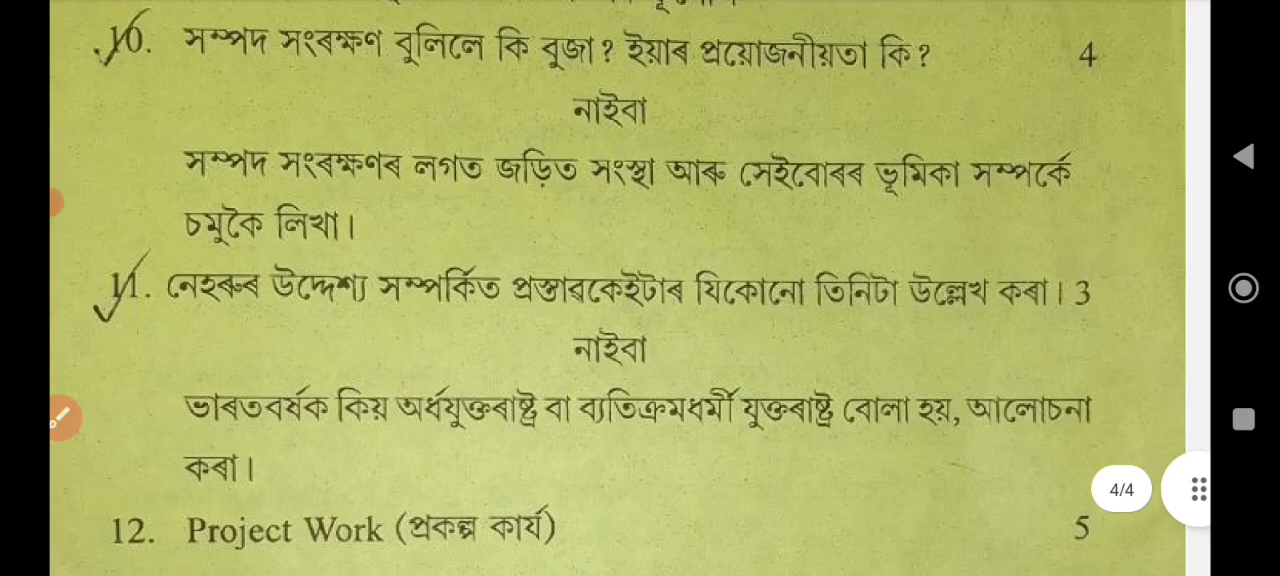 10. সম্পদ সংৰক্ষণ বুলিলে কি বুজা? ইয়াৰ প্ৰয়োজনীয়তা কি? 4
নাইবা
সম্পদ সংৰক্ষণৰ লগত জড়িত সংস্থা আৰু সেইবোৰৰ ভূমিকা সম্পৰ্কে
চমুকৈ লিখা।
11. নেহৰুৰ উদ্দেশ্য সম্পৰ্কিত প্ৰস্তাৱকেইটাৰ যিকোনো তিনিটা উল্লেখ কৰা। 3
নাইবা
ভাৰতবৰ্ষক কিয় অৰ্ধযুক্তৰাষ্ট্ৰ বা ব্যতিক্ৰমধৰ্মী যুক্তৰাষ্ট্ৰ বোলা হয়, আলোচনা
কৰা।
4/4
12. Project Work (প্ৰকল্প কাৰ্য) 5